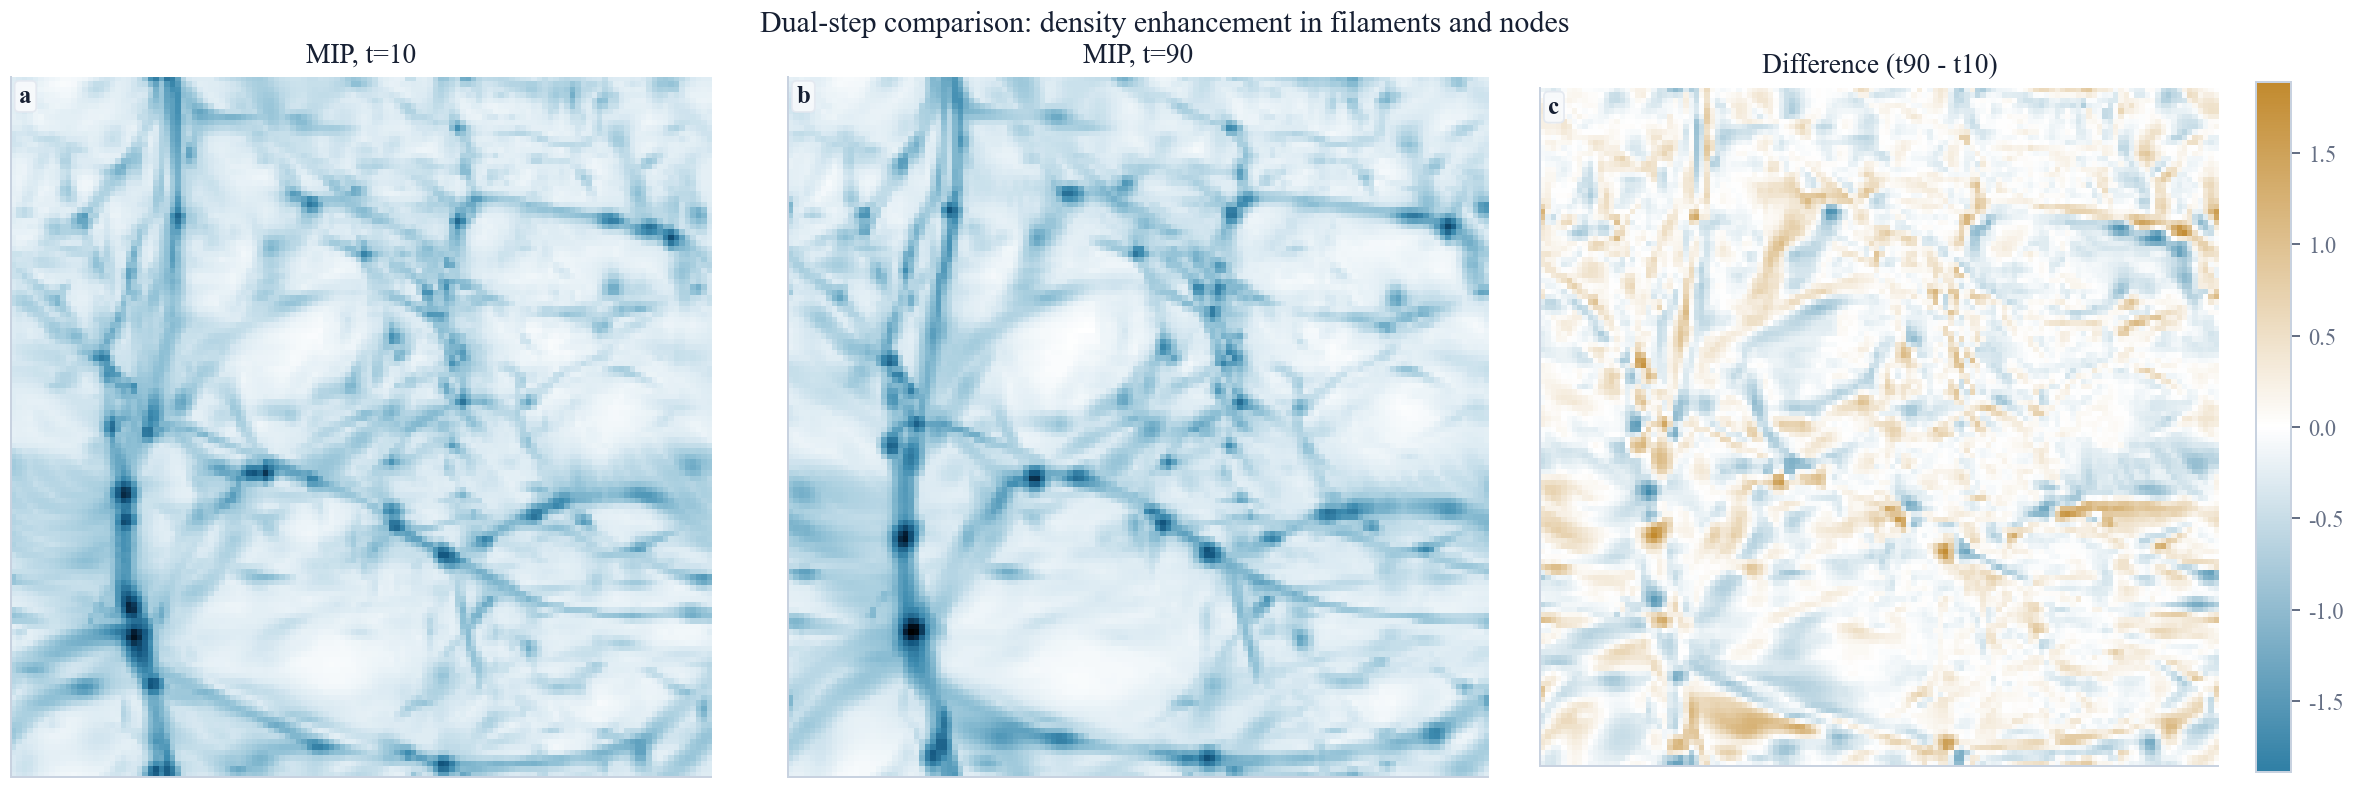 Dual-step comparison: density enhancement in filaments and nodes
MIP, t=10
MIP, t=90
Difference (t90 - t10)
a
b
c
1.5
1.0
0.5
0.0
-0.5
-1.0
-1.5